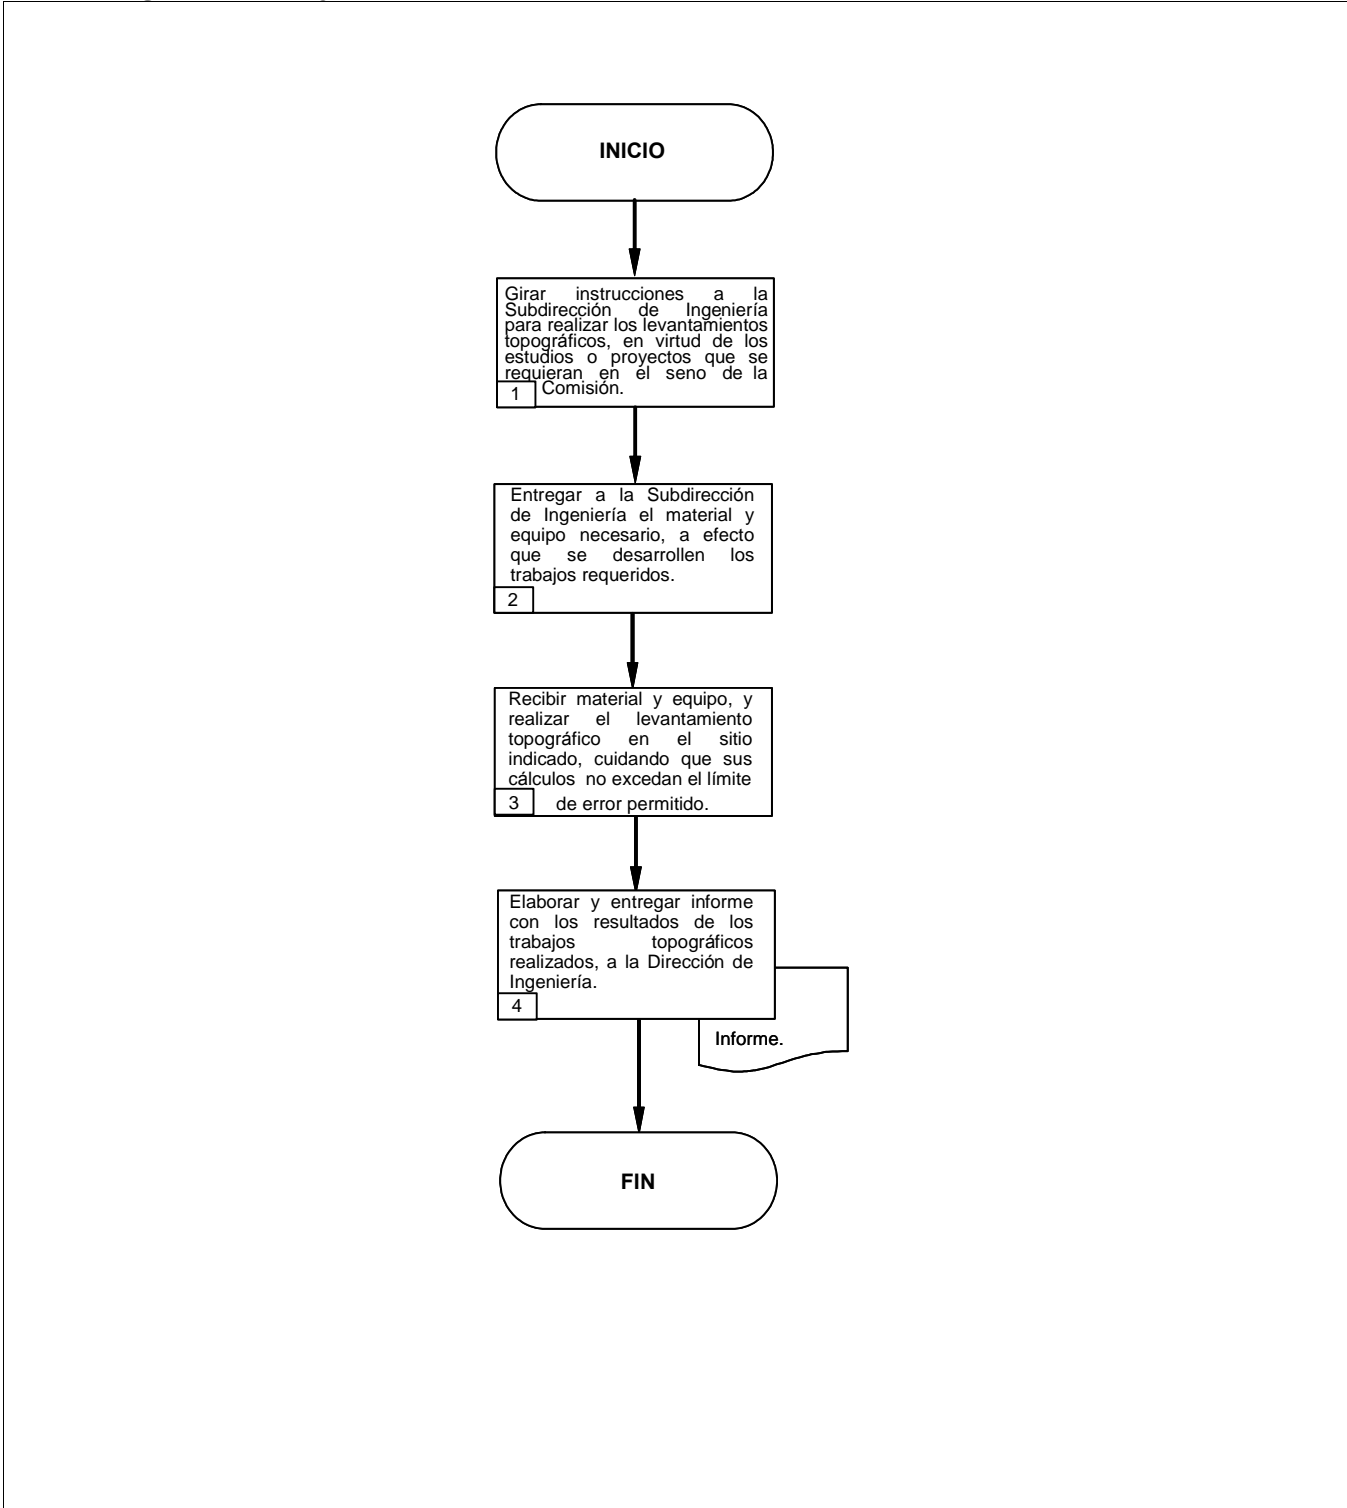 INICIO
Girar instrucciones a la
Subdirección de Ingeniería
para realizar los levantamientos
topográficos, en virtud de los
estudios o proyectos que se
requieran en el seno de la
Comisión.
1
Entregar a la Subdirección
de Ingeniería el material y
equipo necesario, a efecto
que se desarrollen los
trabajos requeridos.
2
Recibir material y equipo, y
realizar el levantamiento
topográfico en el sitio
indicado, cuidando que sus
cálculos no excedan el límite
de error permitido.
3
Elaborar y entregar informe
con los resultados de los
trabajos topográficos
realizados, a la Dirección de
Ingeniería.
4
Informe.
FIN